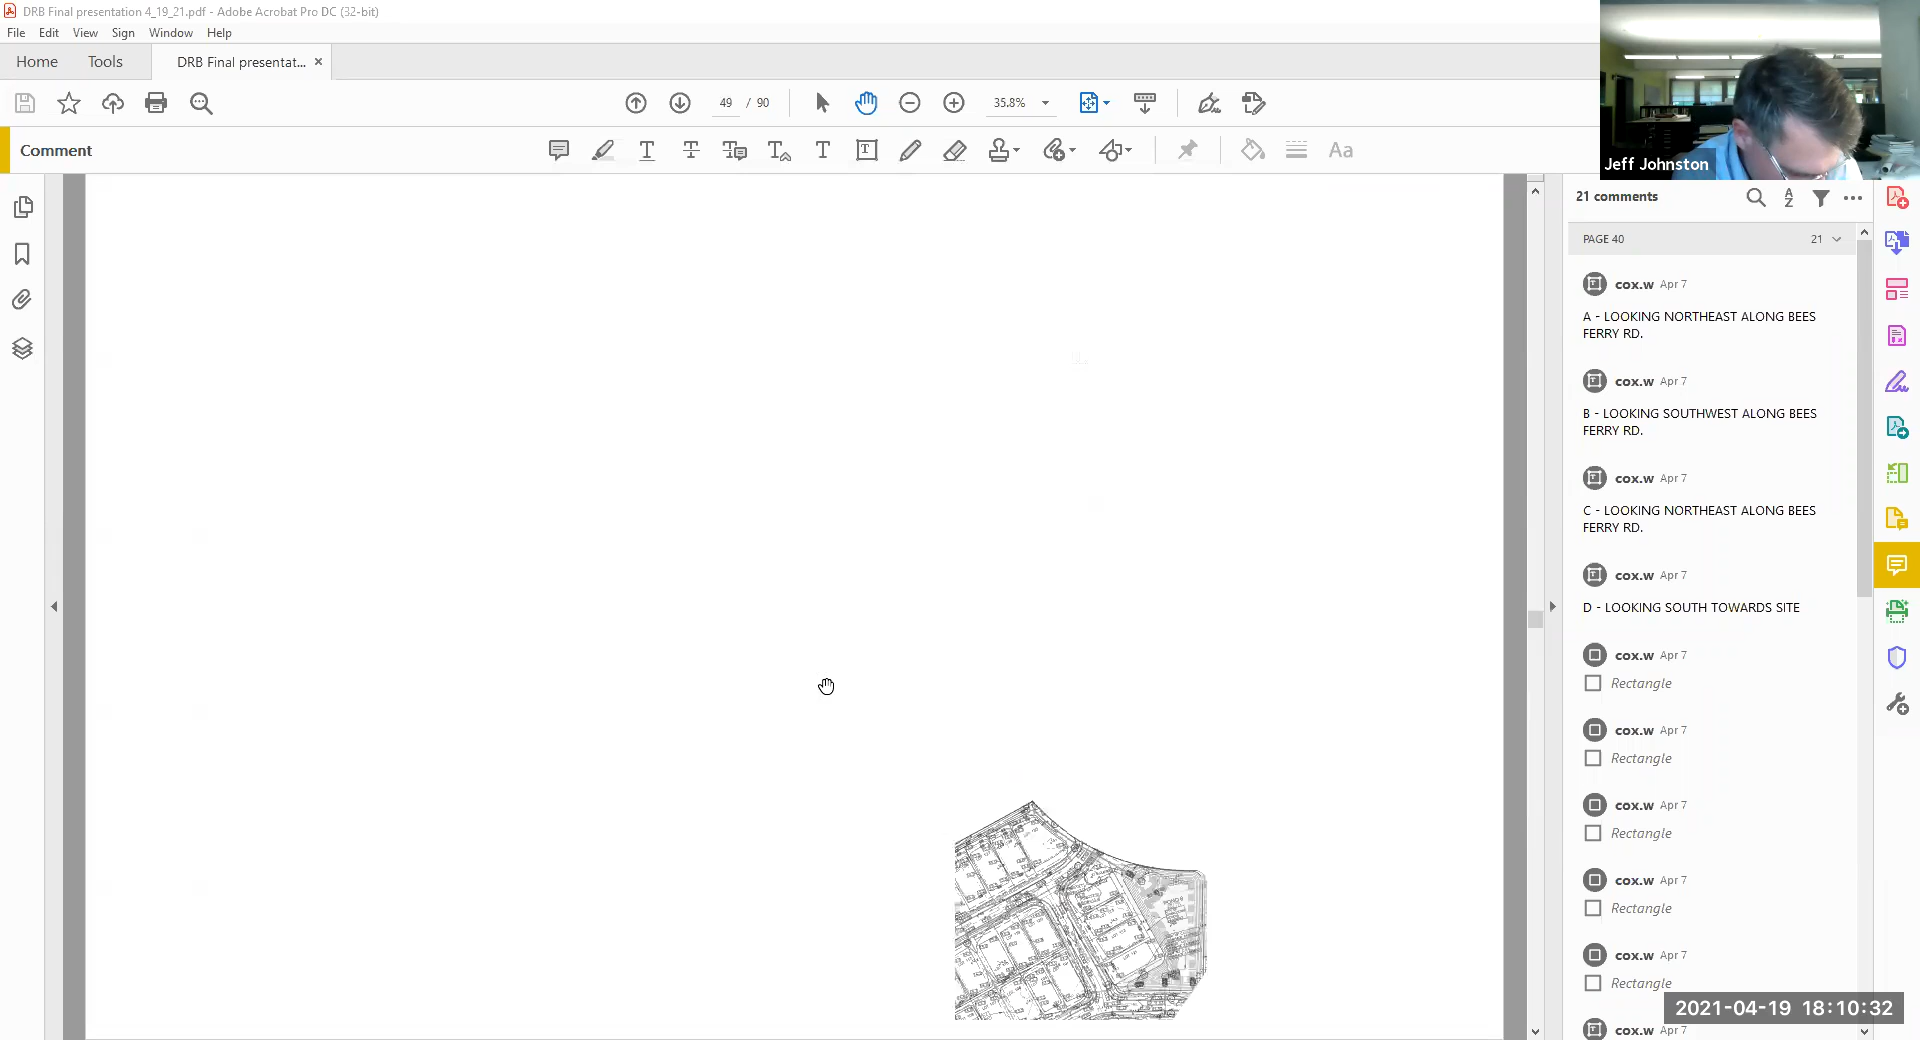 DRB Final presentation 4_19_21.pdf - Adobe Acrobat Pro DC (32-bit)
File Edit View Sign Window Help
Home Tools DRB Final presentat... ×
49 / 90 35.8%
Comment
Aa
Jeff Johnston
21 comments
PAGE 40 21
cox.w Apr 7
A - LOOKING NORTHEAST ALONG BEES
FERRY RD.
cox.w Apr 7
B - LOOKING SOUTHWEST ALONG BEES
FERRY RD.
cox.w Apr 7
C - LOOKING NORTHEAST ALONG BEES
FERRY RD.
cox.w Apr 7
D - LOOKING SOUTH TOWARDS SITE
cox.w Apr 7
Rectangle
cox.w Apr 7
Rectangle
cox.w Apr 7
Rectangle
cox.w Apr 7
Rectangle
cox.w Apr 7
Rectangle
2021-04-19 18:10:32
cox.w Apr 7